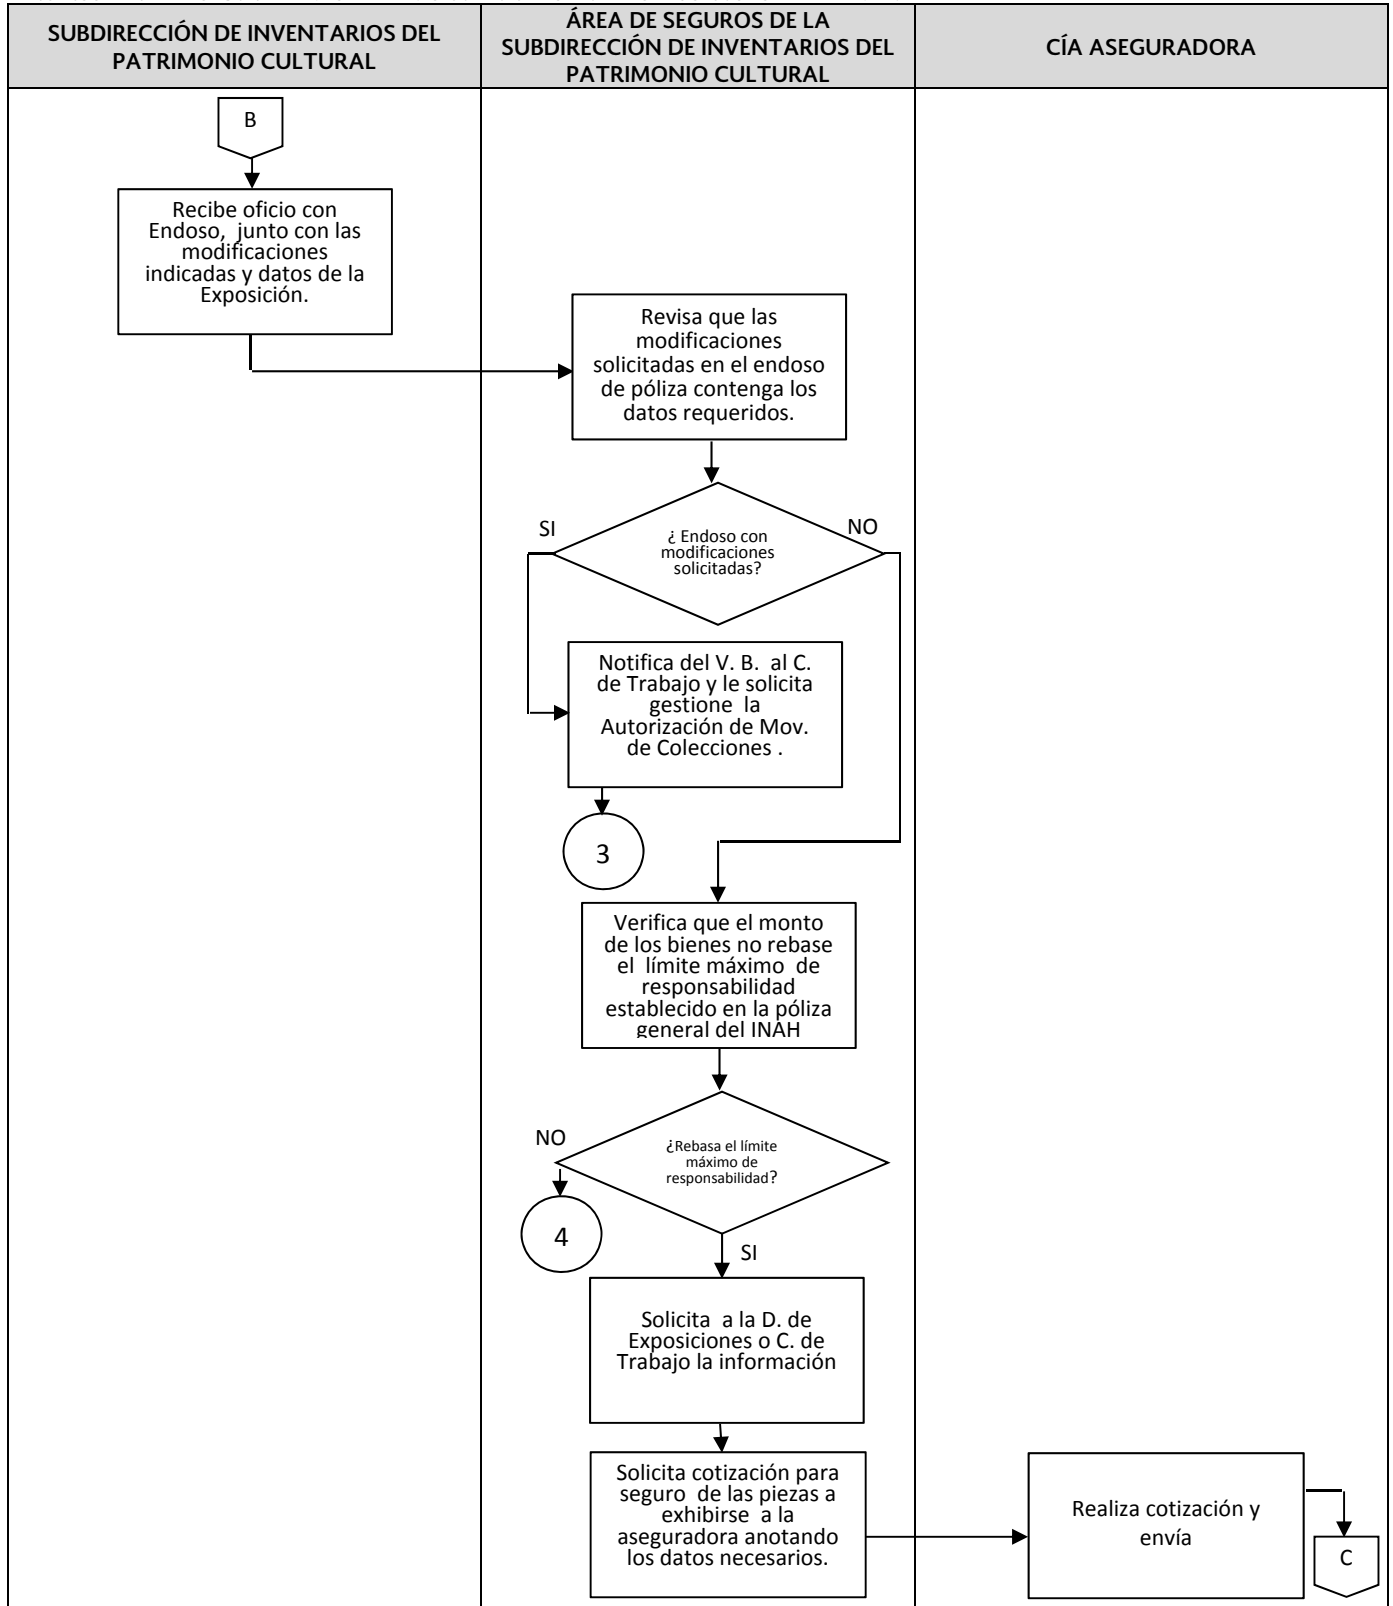 SUBDIRECCIÓN DE INVENTARIOS DEL
PATRIMONIO CULTURAL
ÁREA DE SEGUROS DE LA
SUBDIRECCIÓN DE INVENTARIOS DEL
PATRIMONIO CULTURAL
CÍA ASEGURADORA
B
Recibe oficio con
Endoso, junto con las
modificaciones
indicadas y datos de la
Exposición.
Revisa que las
modificaciones
solicitadas en el endoso
de póliza contenga los
datos requeridos.
SI
¿ Endoso con
modificaciones
solicitadas?
NO
Notifica del V. B. al C.
de Trabajo y le solicita
gestione la
Autorización de Mov.
de Colecciones .
3
Verifica que el monto
de los bienes no rebase
el límite máximo de
responsabilidad
establecido en la póliza
general del INAH
NO
¿Rebasa el límite
máximo de
responsabilidad?
4
SI
Solicita a la D. de
Exposiciones o C. de
Trabajo la información
Solicita cotización para
seguro de las piezas a
exhibirse a la
aseguradora anotando
los datos necesarios.
Realiza cotización y
envía
C